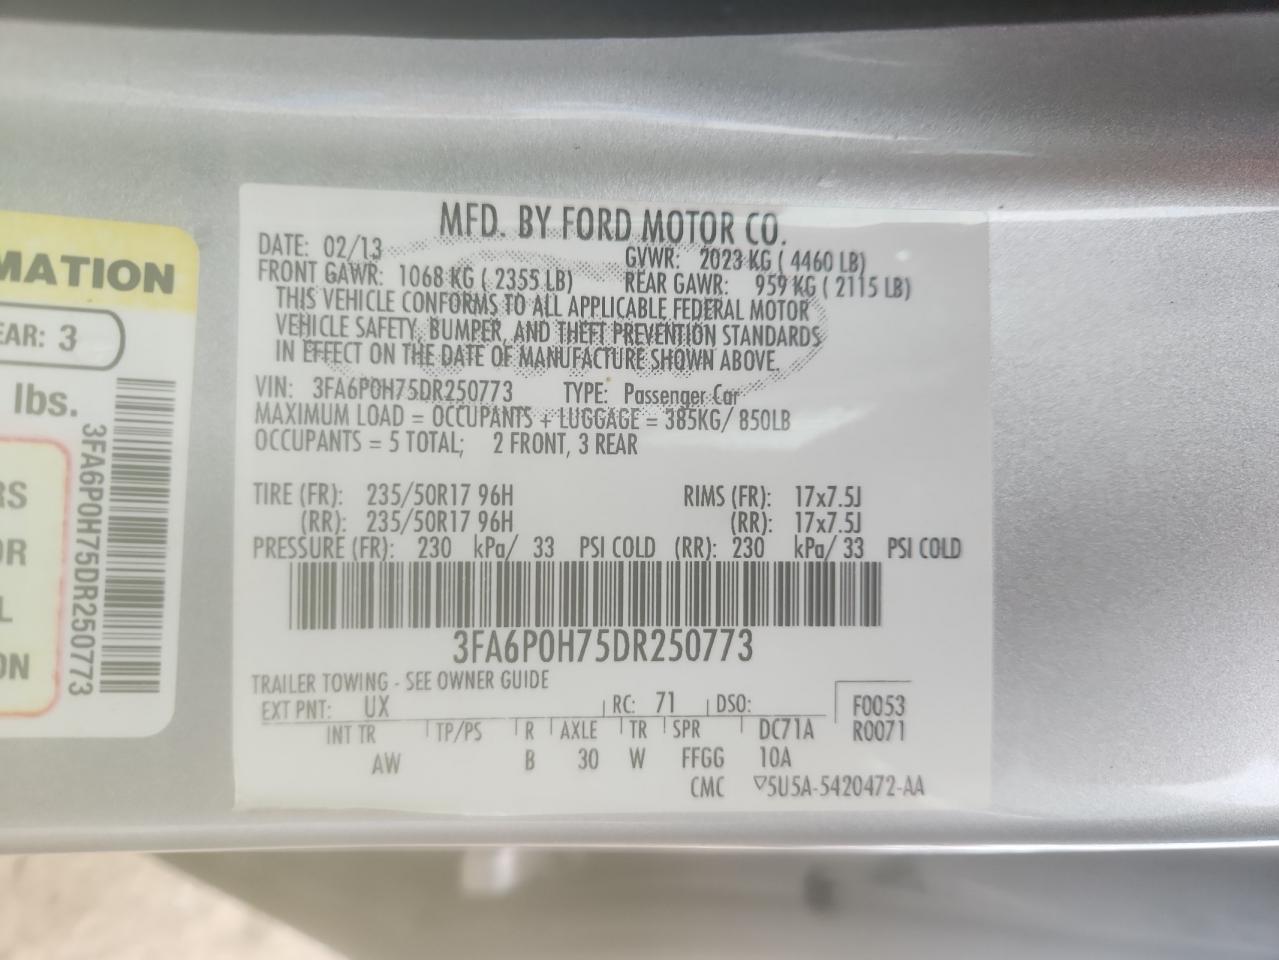 MATION
EAR: 3
lbs.
RS
OR
L
ON
3FA6P0H75DR250773
MFD. BY FORD MOTOR CO.
DATE: 02/13 GVWR: 2023 KG ( 4460 LB)
FRONT GAWR: 1068 KG ( 2355 LB) REAR GAWR: 959 KG ( 2115 LB)
THIS VEHICLE CONFORMS TO ALL APPLICABLE FEDERAL MOTOR
VEHICLE SAFETY, BUMPER, AND THEFT PREVENTION STANDARDS
IN EFFECT ON THE DATE OF MANUFACTURE SHOWN ABOVE.
VIN: 3FA6P0H75DR250773 TYPE: Passenger Car
MAXIMUM LOAD = OCCUPANTS + LUGGAGE = 385KG/ 850LB
OCCUPANTS = 5 TOTAL; 2 FRONT, 3 REAR
TIRE (FR): 235/50R17 96H RIMS (FR): 17x7.5J
(RR): 235/50R17 96H (RR): 17x7.5J
PRESSURE (FR): 230 kPa/ 33 PSI COLD (RR): 230 kPa/ 33 PSI COLD
3FA6P0H75DR250773
TRAILER TOWING - SEE OWNER GUIDE
EXT PNT: UX RC: 71 DSO: F0053
INT TR TP/PS R AXLE TR SPR DC71A R0071
AW B 30 W FFGG 10A
CMC ▽5U5A-5420472-AA